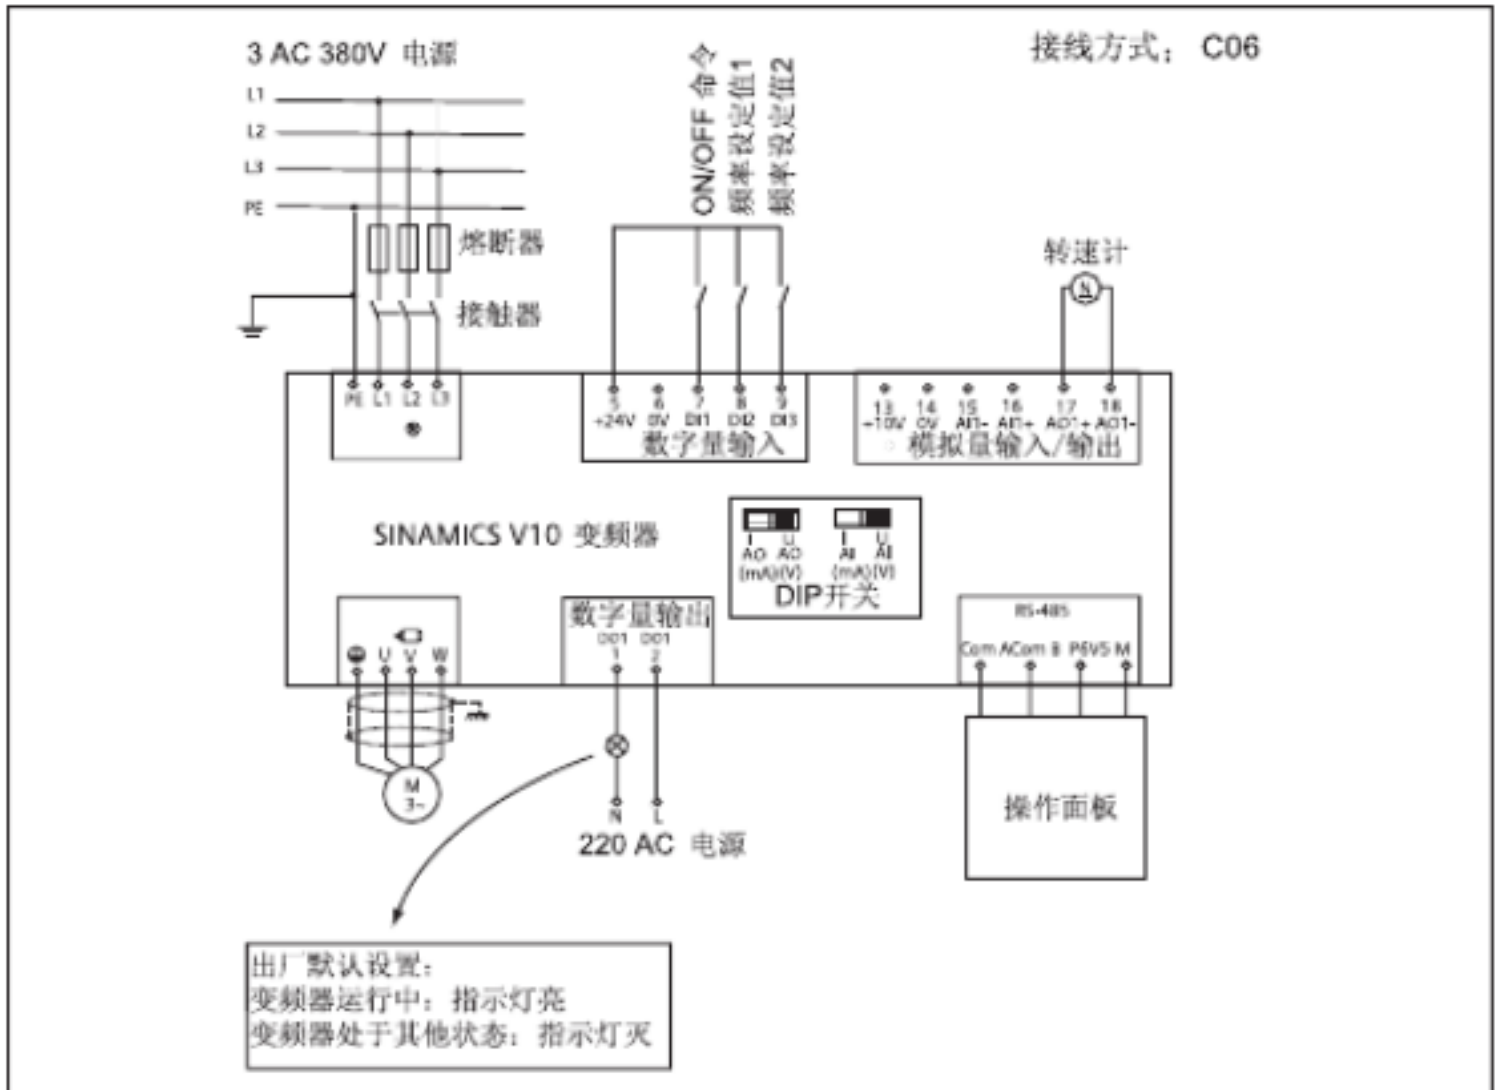 3 AC 380V 电源
接线方式： C06
L1
L2
L3
PE
ON/OFF 命令
频率设定值1
频率设定值2
熔断器
接触器
转速计
N
PE L1 L2 L3
5 6 7 8 9
+24V 0V DI1 DI2 DI3
数字量输入
13 14 15 16 17 18
+10V 0V AI1- AI1+ AO1+ AO1-
模拟量输入/输出
SINAMICS V10 变频器
I U I U
AO AO AI AI
(mA)(V) (mA)(V)
DIP开关
数字量输出
DO1 DO1
1 2
RS-485
Com A Com B P6V5 M
U V W
M
3~
N L
220 AC 电源
操作面板
出厂默认设置：
变频器运行中：指示灯亮
变频器处于其他状态：指示灯灭